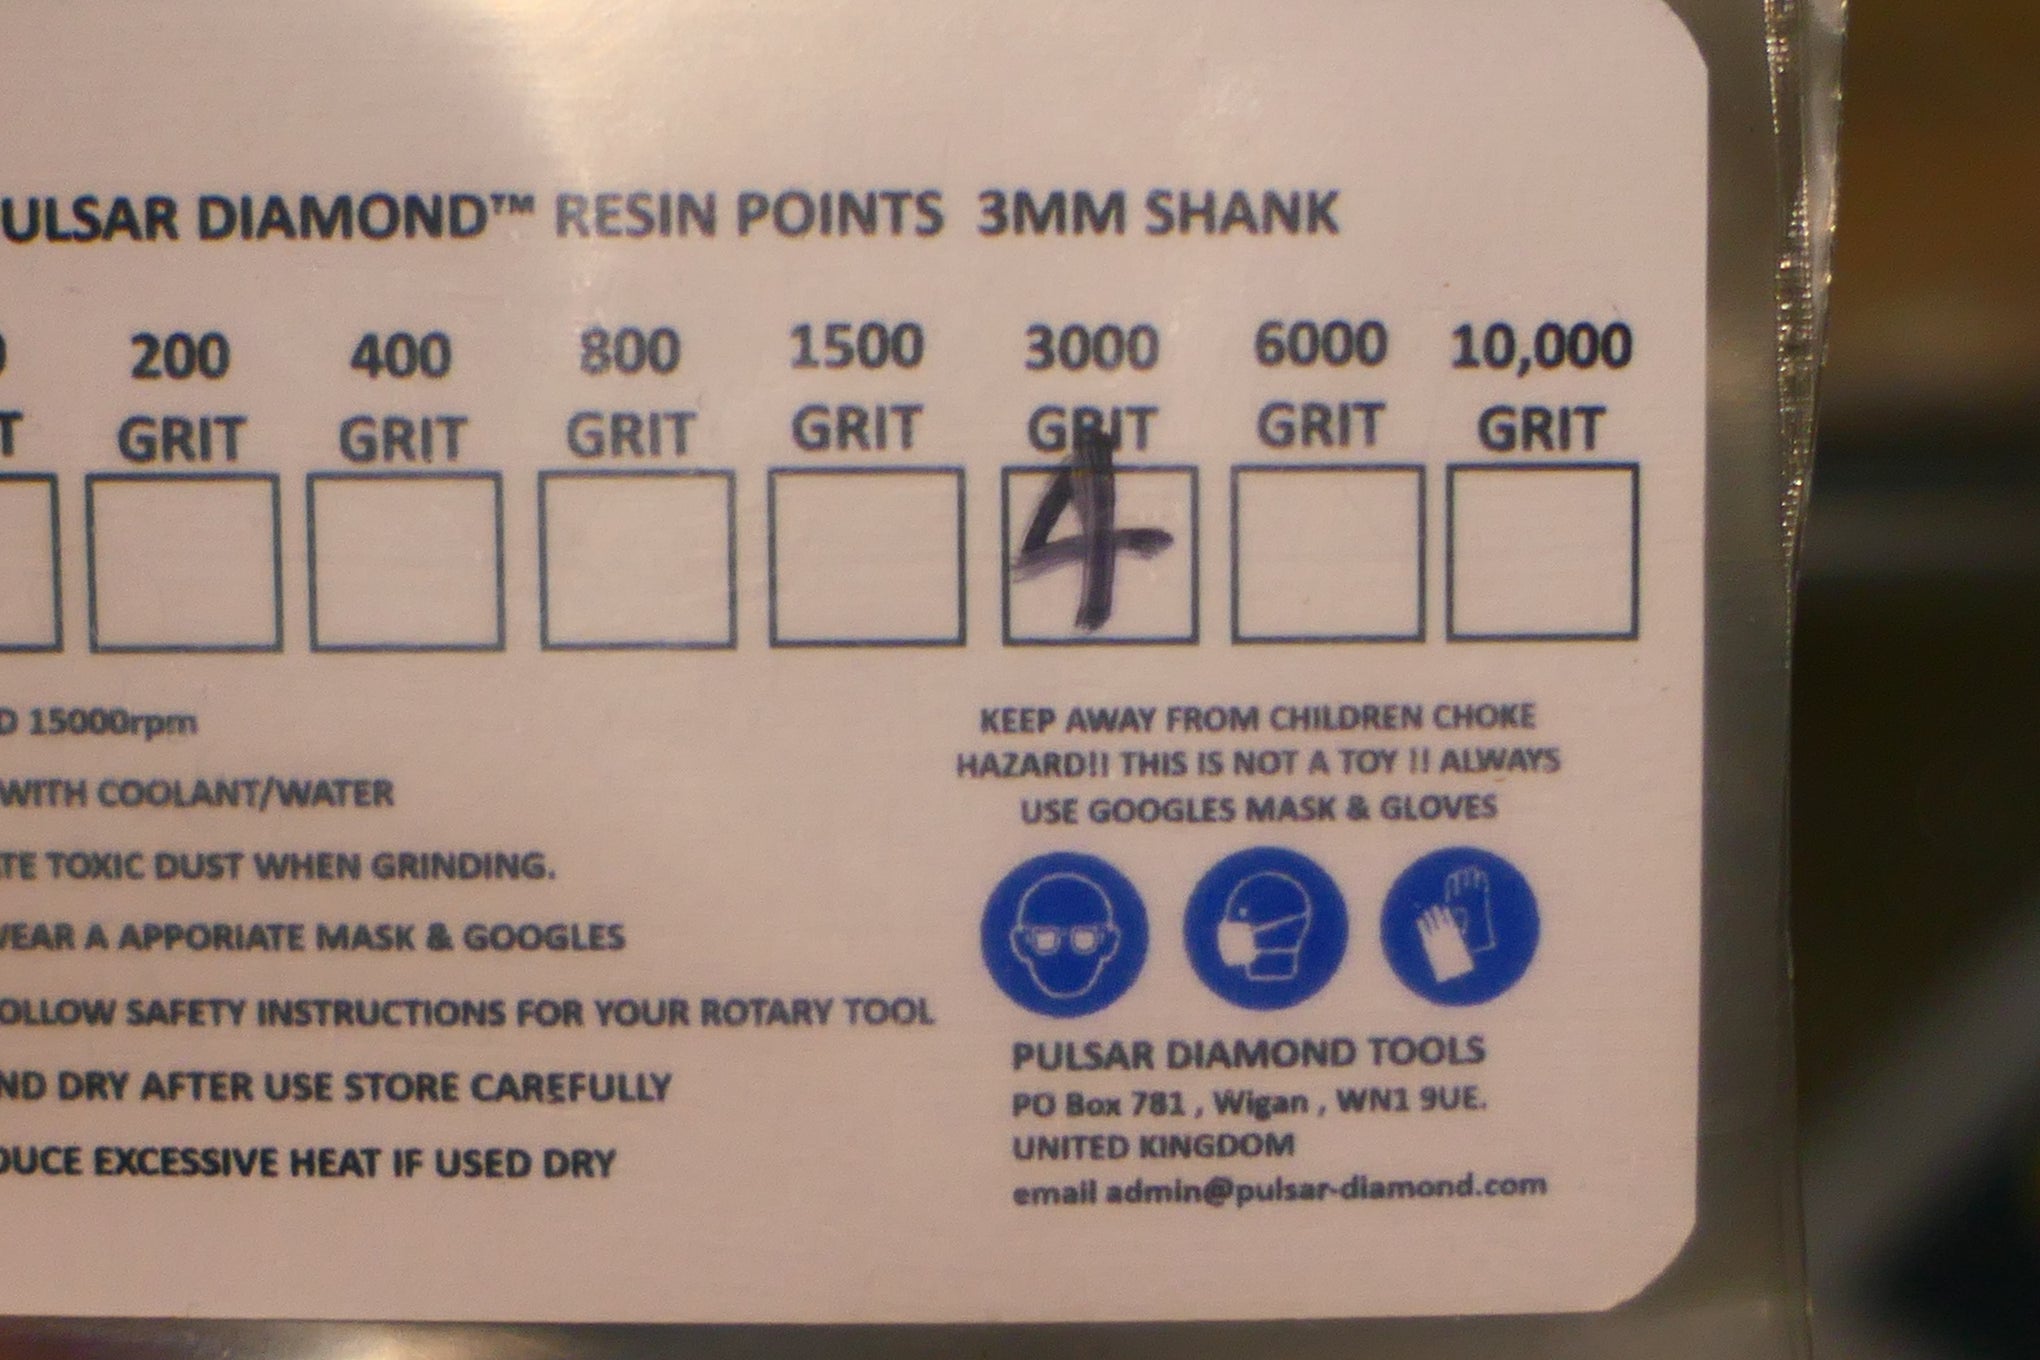 ULSAR DIAMOND™ RESIN POINTS 3MM SHANK
200 400 800 1500 3000 6000 10,000
GRIT GRIT GRIT GRIT GRIT GRIT GRIT
4
15000rpm
WITH COOLANT/WATER
TOXIC DUST WHEN GRINDING.
A APPORIATE MASK & GOOGLES
OLLOW SAFETY INSTRUCTIONS FOR YOUR ROTARY TOOL
ND DRY AFTER USE STORE CAREFULLY
DUCE EXCESSIVE HEAT IF USED DRY
KEEP AWAY FROM CHILDREN CHOKE
HAZARD!! THIS IS NOT A TOY !! ALWAYS
USE GOOGLES MASK & GLOVES
PULSAR DIAMOND TOOLS
PO Box 781 , Wigan , WN1 9UE.
UNITED KINGDOM
email admin@pulsar-diamond.com